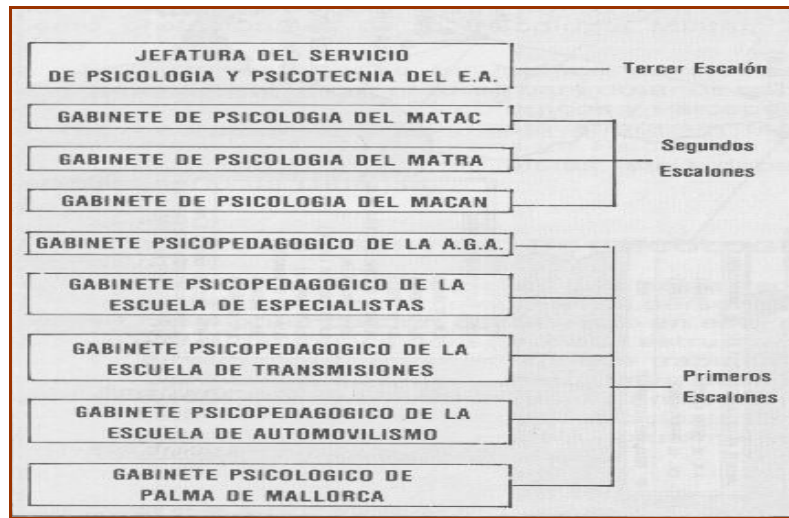 JEFATURA DEL SERVICIO
DE PSICOLOGIA Y PSICOTECNIA DEL E.A.
Tercer Escalón
GABINETE DE PSICOLOGIA DEL MATAC
GABINETE DE PSICOLOGIA DEL MATRA
GABINETE DE PSICOLOGIA DEL MACAN
Segundos
Escalones
GABINETE PSICOPEDAGOGICO DE LA A.G.A.
GABINETE PSICOPEDAGOGICO DE LA
ESCUELA DE ESPECIALISTAS
GABINETE PSICOPEDAGOGICO DE LA
ESCUELA DE TRANSMISIONES
GABINETE PSICOPEDAGOGICO DE LA
ESCUELA DE AUTOMOVILISMO
GABINETE PSICOLOGICO DE
PALMA DE MALLORCA
Primeros
Escalones